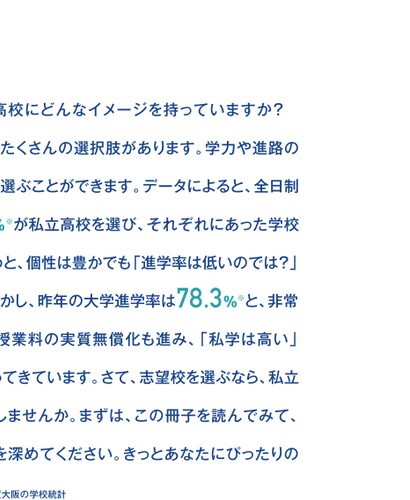 高校にどんなイメージを持っていますか？
たくさんの選択肢があります。学力や進路の
選ぶことができます。データによると、全日制
%※が私立高校を選び、それぞれにあった学校
と、個性は豊かでも「進学率は低いのでは？」
かし、昨年の大学進学率は78.3%※と、非常
授業料の実質無償化も進み、「私学は高い」
てきています。さて、志望校を選ぶなら、私立
しませんか。まずは、この冊子を読んでみて、
を深めてください。きっとあなたにぴったりの
大阪の学校統計